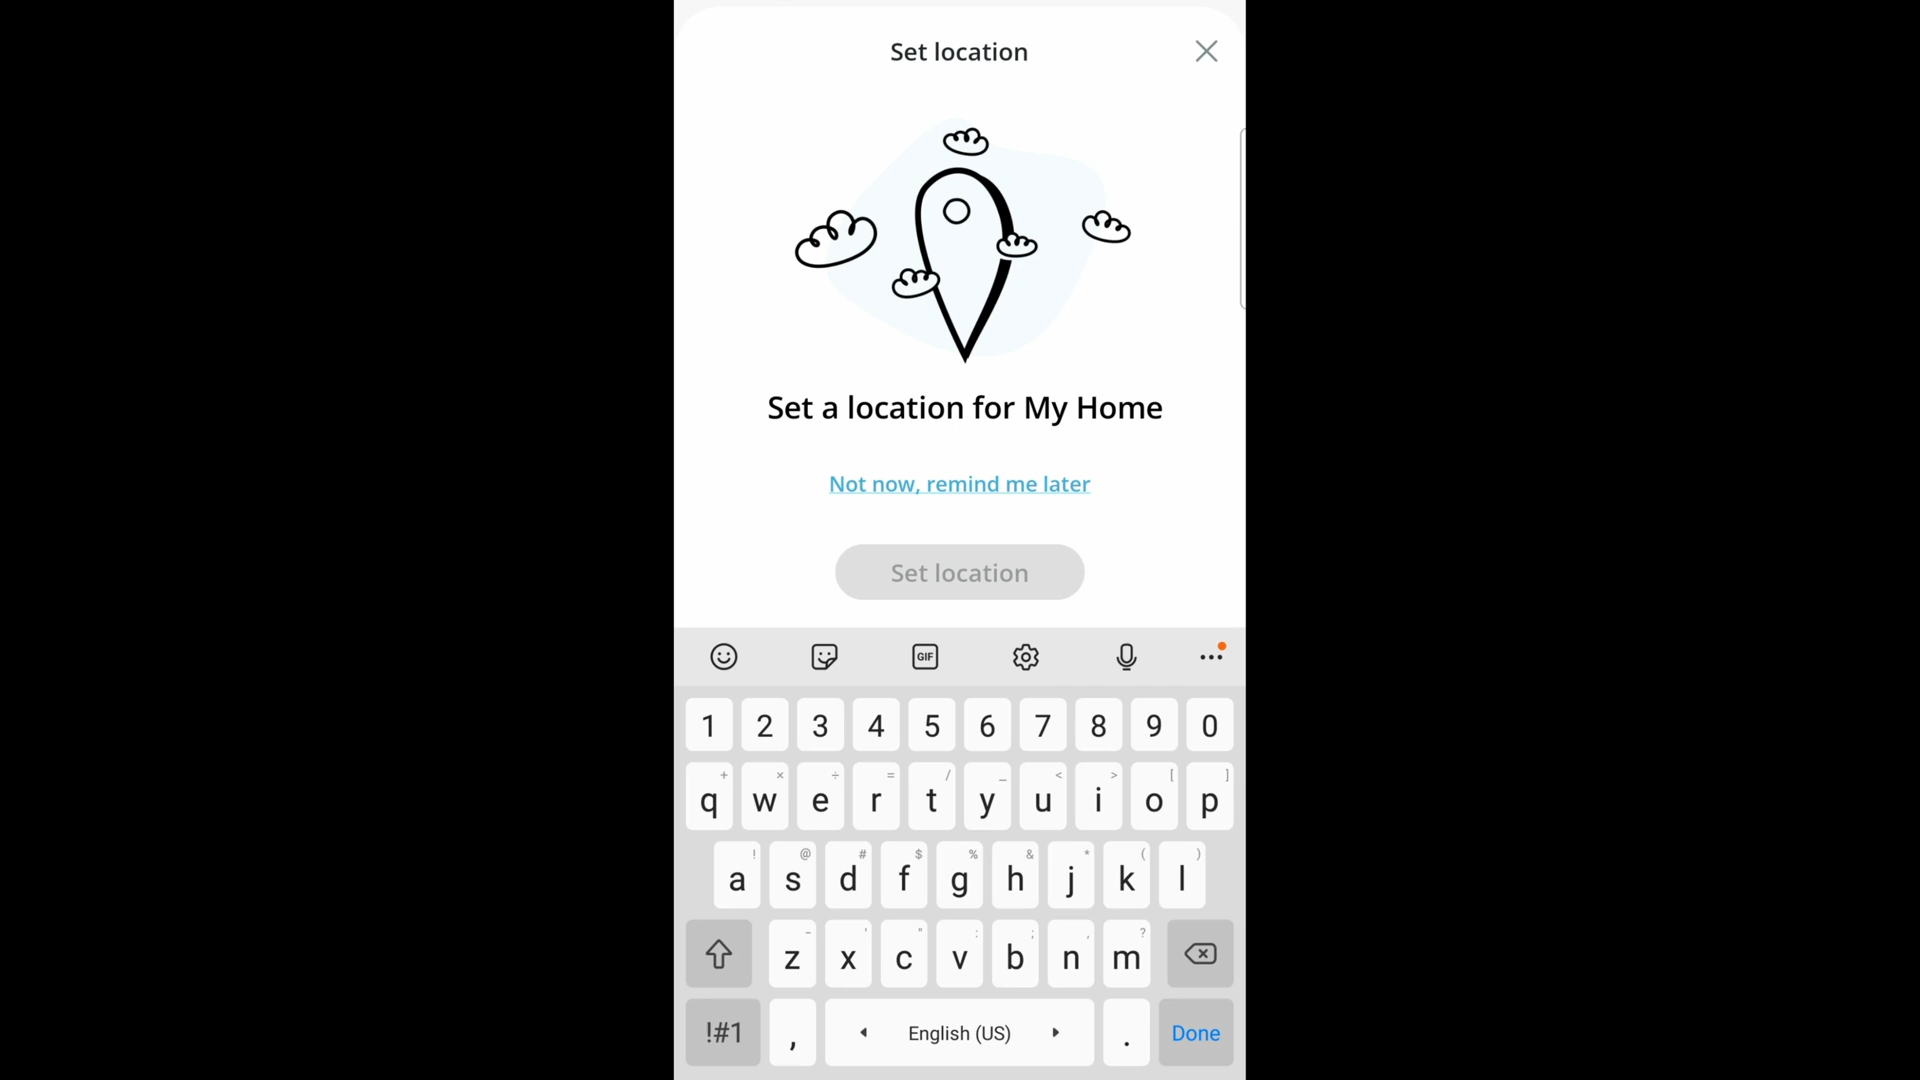 Set location
Set a location for My Home
Not now, remind me later
Set location
GIF
1 2 3 4 5 6 7 8 9 0
+ × ÷ = / _ < > [ ]
q w e r t y u i o p
! @ # $ % & * ( )
a s d f g h j k l
- ' " : ; , ?
z x c v b n m
!#1 , English (US) . Done